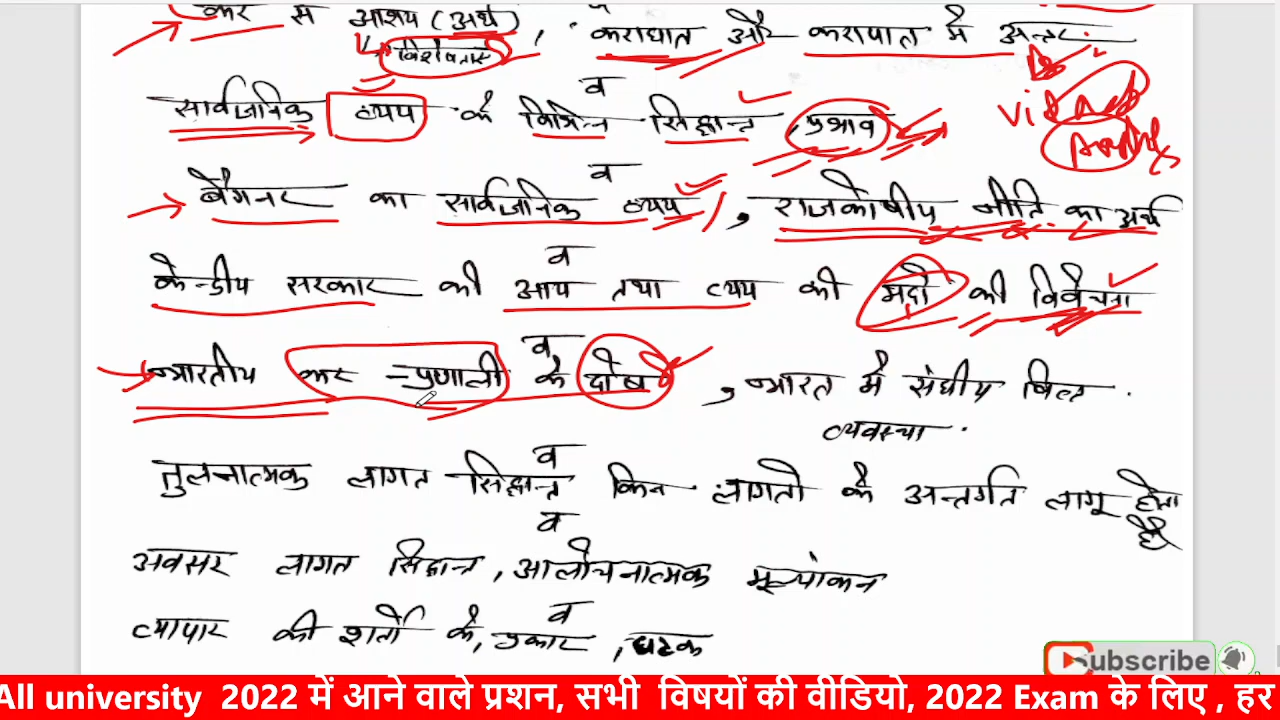 कर से आशय (अर्थ), कराघात और करापात में अन्तर.
विशेषताएं
व
सार्वजनिक व्यय के विभिन्न सिद्धान्त, प्रभाव
व
बैगनर का सार्वजनिक व्यय, राजकोषीय नीति का अर्थ
व
केन्द्रीय सरकार की आय तथा व्यय की मदों की विवेचना
व
भारतीय कर-प्रणाली के दोष, भारत में संघीय वित्त
व्यवस्था.
व
तुलनात्मक लागत सिद्धान्त किन लागतों के अन्तर्गत लागू होता
है
व
अवसर लागत सिद्धान्त, आलोचनात्मक मूल्यांकन
व
व्यापार की शर्तों के, प्रकार, घटक
Subscribe
All university 2022 में आने वाले प्रशन, सभी विषयों की वीडियो, 2022 Exam के लिए , हर